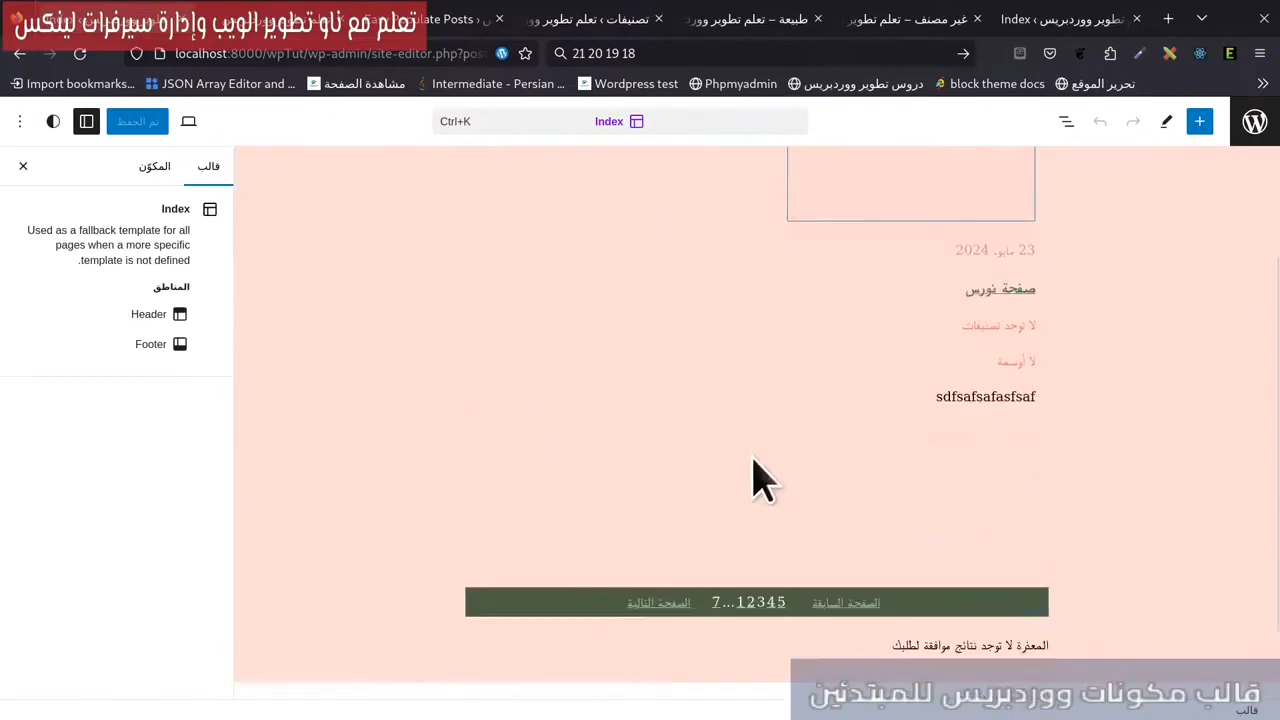 تعلم مع ناو تطوير الويب وإدارة سيرفرات لينكس
تصنيفات ‹ تعلم تطوير وور
صفة – تعلم تطوير وورد
غير مصنف – تعلم تطوير
Index ‹ تطوير ووردبريس
localhost:8000/wpTut/wp-admin/site-editor.php?post
21 20 19 18
Import bookmarks...
JSON Array Editor and ...
مشاهدة الصفحة
Intermediate - Persian ...
Wordpress test
Phpmyadmin
دروس تطوير ووردبريس
block theme docs
تحرير الموقع
تم الحفظ
Ctrl+K
Index
قالب
المكوّن
Index
Used as a fallback template for all
pages when a more specific
template is not defined.
المناطق
Header
Footer
23 مايو، 2024
صفحة نورس
لا توجد تصنيفات
لا أوسمة
sdfsafsafasfsaf
الصفحة السابقة
7...12345
الصفحة التالية
المعذرة لا توجد نتائج موافقة لطلبك
قالب مكونات ووردبريس للمبتدئين
قالب